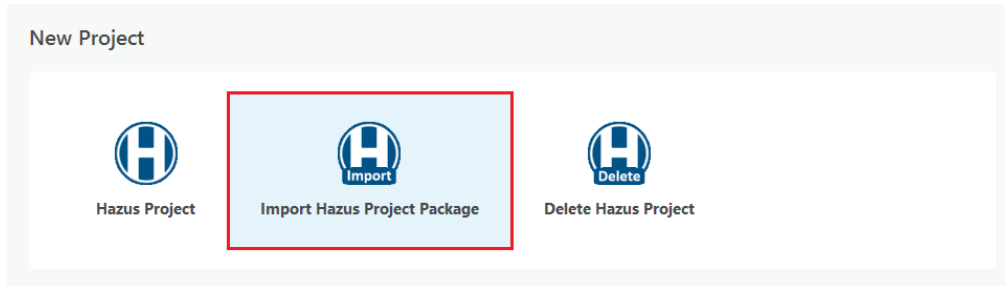 New Project
H
H
Import
H
Delete
Hazus Project
Import Hazus Project Package
Delete Hazus Project